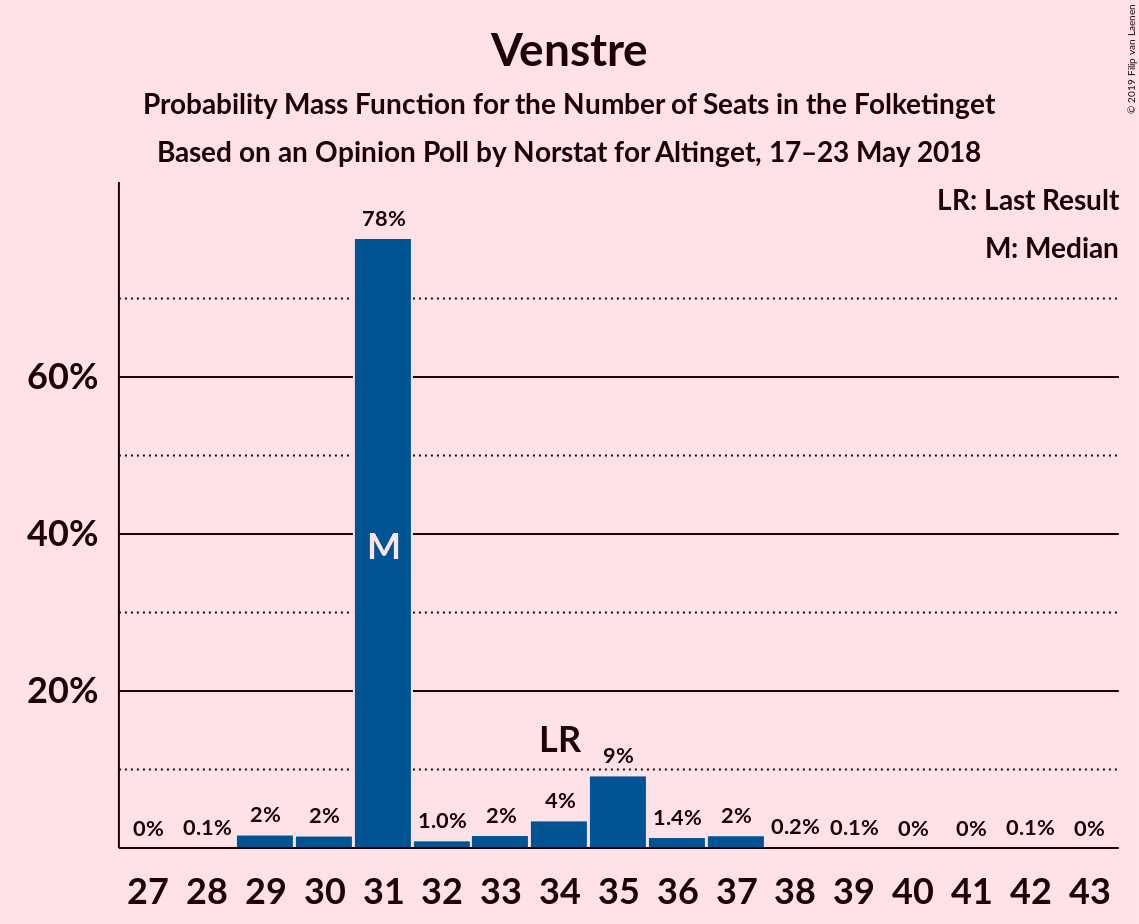 Venstre
Probability Mass Function for the Number of Seats in the Folketinget
Based on an Opinion Poll by Norstat for Altinget, 17–23 May 2018
© 2019 Filip van Laenen
LR: Last Result
M: Median
78%
60%
40%
M
20%
LR
0% 0.1% 2% 2% 1.0% 2% 4% 9% 1.4% 2% 0.2% 0.1% 0% 0% 0.1% 0%
27 28 29 30 31 32 33 34 35 36 37 38 39 40 41 42 43